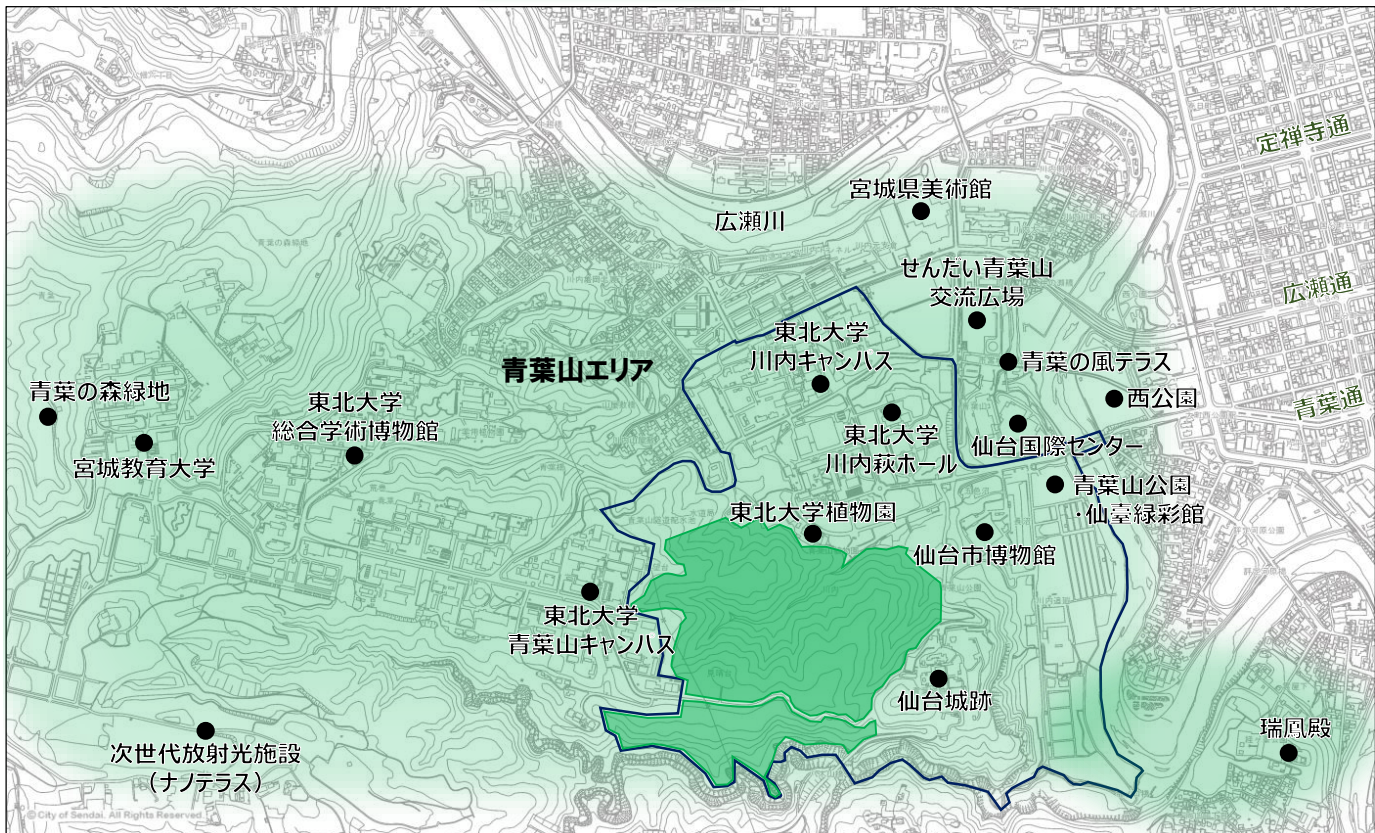 定禅寺通
宮城県美術館
広瀬川
せんだい青葉山
交流広場
広瀬通
東北大学
川内キャンハス
青葉の風テラス
青葉山エリア
西公園
青葉の森緑地
東北大学
総合学術博物館
青葉通
宮城教育大学
東北大学
川内萩ホール
仙台国際センター
青葉山公園
・仙臺緑彩館
東北大学植物園
仙台市博物館
東北大学
青葉山キャンハス
仙台城跡
次世代放射光施設
（ナノテラス）
瑞鳳殿
© City of Sendai. All Rights Reserved